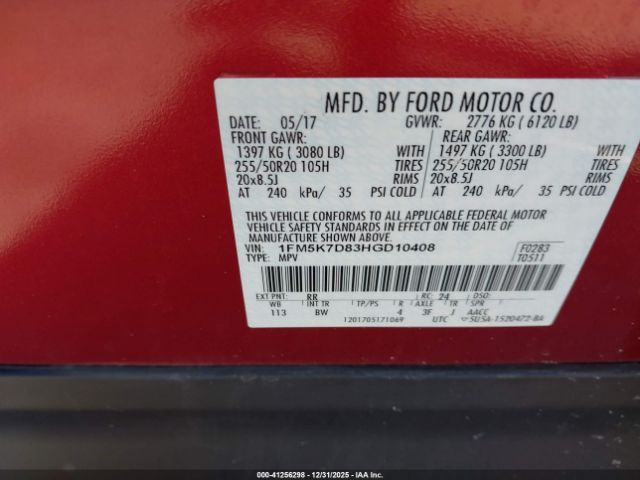 MFD. BY FORD MOTOR CO.
DATE: 05/17 GVWR: 2776 KG ( 6120 LB)
FRONT GAWR: REAR GAWR:
1397 KG ( 3080 LB) WITH 1497 KG ( 3300 LB) WITH
255/50R20 105H TIRES 255/50R20 105H TIRES
20x8.5J RIMS 20x8.5J RIMS
AT 240 kPa/ 35 PSI COLD AT 240 kPa/ 35 PSI COLD
THIS VEHICLE CONFORMS TO ALL APPLICABLE FEDERAL MOTOR
VEHICLE SAFETY STANDARDS IN EFFECT ON THE DATE OF
MANUFACTURE SHOWN ABOVE.
VIN: 1FM5K7D83HGD10408 F0283
TYPE: MPV T0511
EXT PNT: RR RC: 24 DSO:
WB INT TR TP/PS R AXLE TR SPR
113 BW 4 3F J AACC
1201705171069 UTC 5U5A-1520472-BA
000-41256298 - 12/31/2025 - IAA Inc.